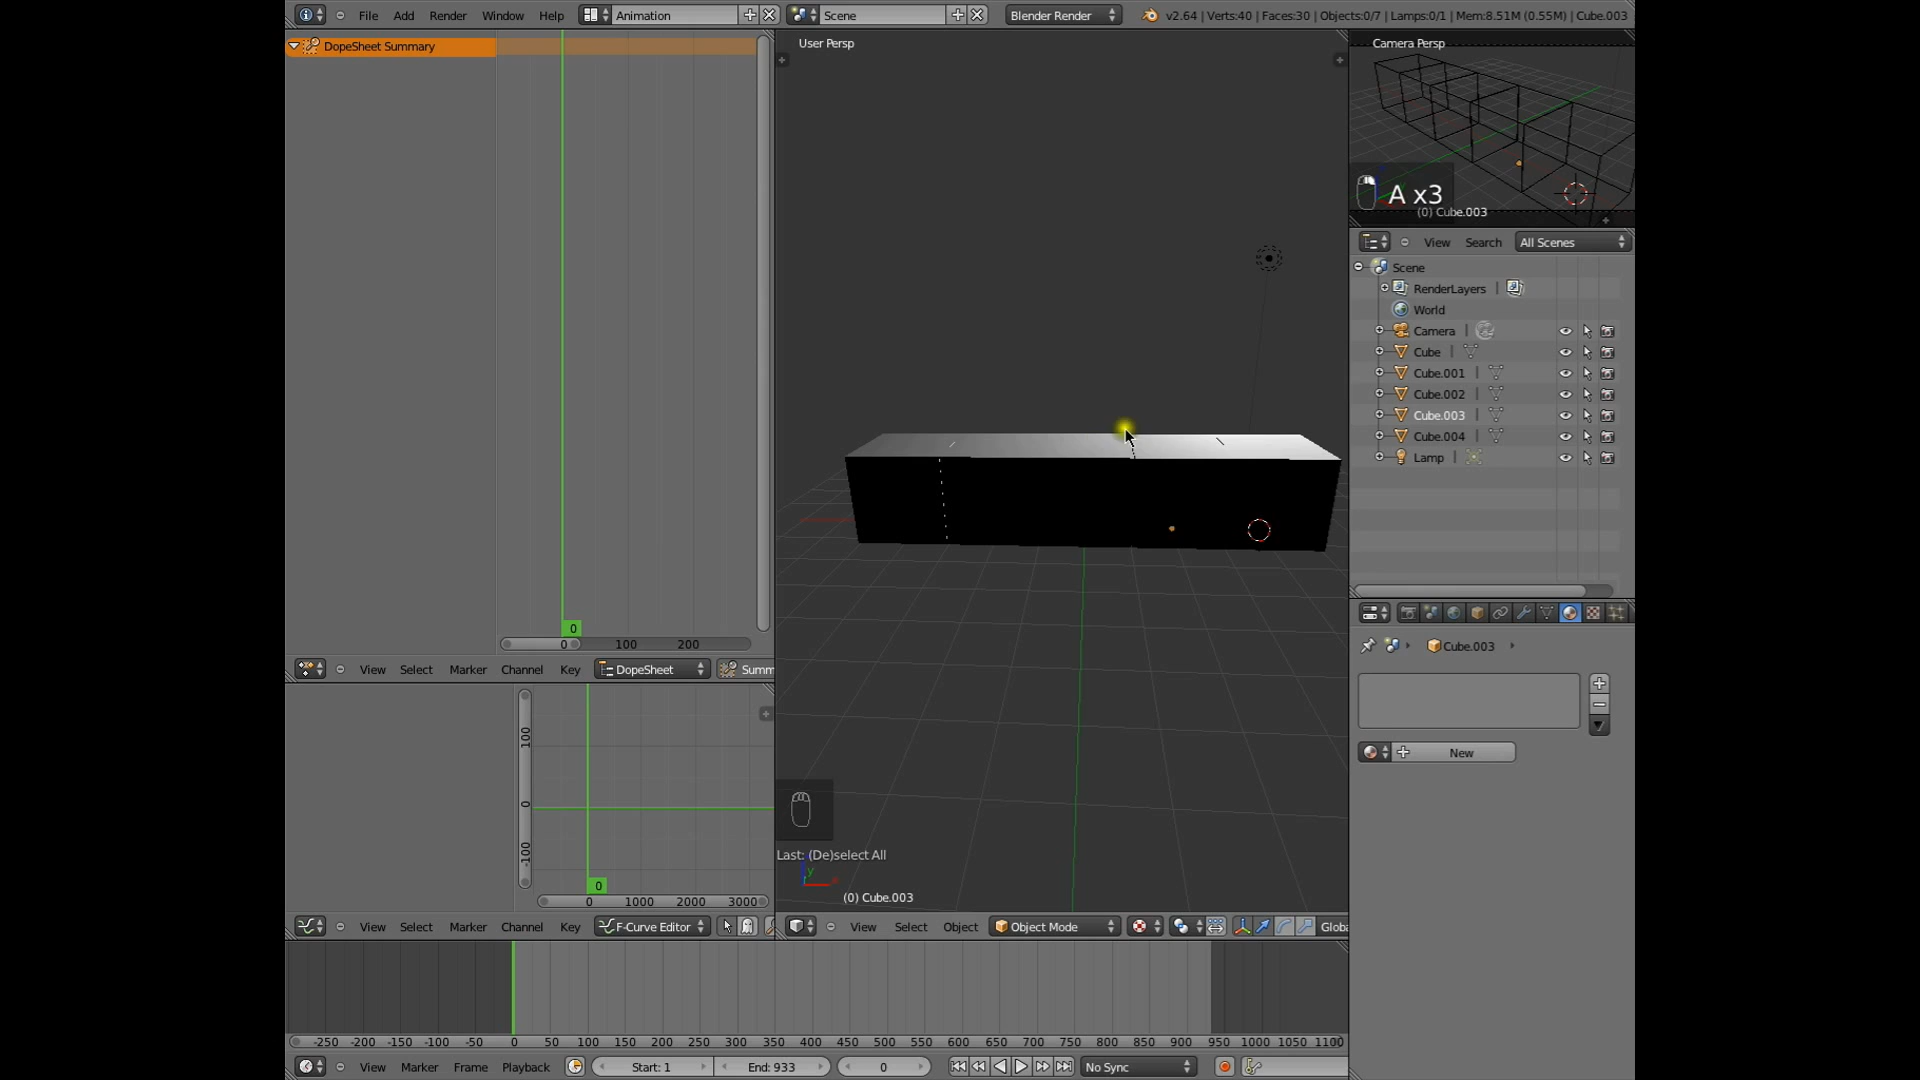 File Add Render Window Help Animation Scene Blender Render v2.64 | Verts:40 | Faces:30 | Objects:0/7 | Lamps:0/1 | Mem:8.51M (0.55M) | Cube.003
DopeSheet Summary
User Persp
Camera Persp
A x3
(0) Cube.003
View Search All Scenes
Scene
RenderLayers
World
Camera
Cube
Cube.001
Cube.002
Cube.003
Cube.004
Lamp
0
0 100 200
View Select Marker Channel Key DopeSheet Summ
Cube.003
New
100
0
-100
0
0 1000 2000 3000
Last: (De)select All
y
(0) Cube.003
View Select Marker Channel Key F-Curve Editor
View Select Object Object Mode Globa
-250 -200 -150 -100 -50 0 50 100 150 200 250 300 350 400 450 500 550 600 650 700 750 800 850 900 950 1000 1050 1100
View Marker Frame Playback Start: 1 End: 933 0 No Sync